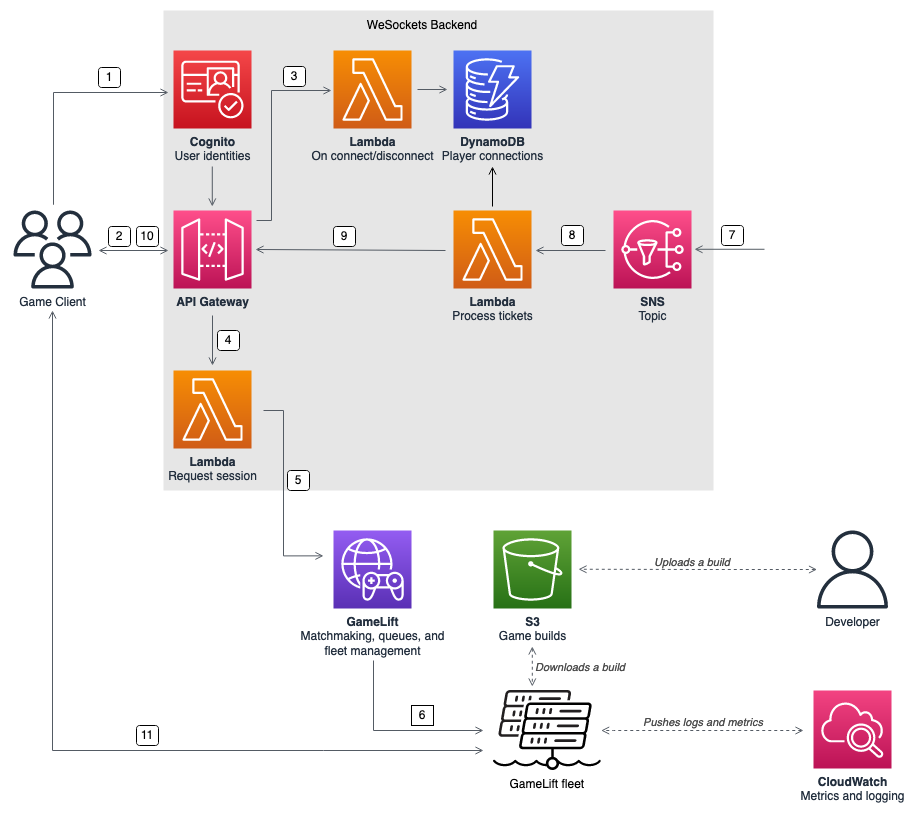 WeSockets Backend
1
3
Cognito
User identities
Lambda
On connect/disconnect
DynamoDB
Player connections
2
10
9
8
7
Game Client
API Gateway
Lambda
Process tickets
SNS
Topic
4
Lambda
Request session
5
Uploads a build
GameLift
Matchmaking, queues, and
fleet management
S3
Game builds
Developer
Downloads a build
6
11
Pushes logs and metrics
GameLift fleet
CloudWatch
Metrics and logging